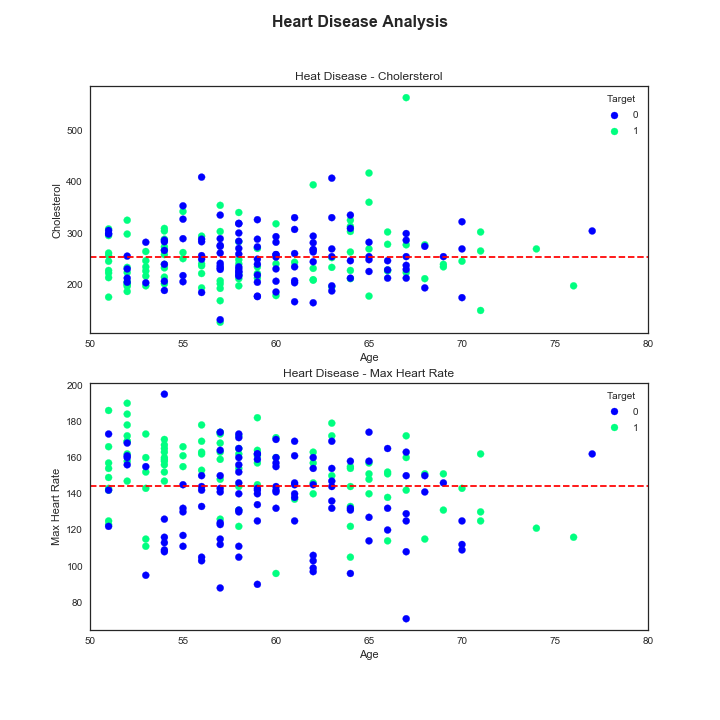 Heart Disease Analysis
Heat Disease - Cholersterol
Target
0
1
Cholesterol
500
400
300
200
50 55 60 65 70 75 80
Age
Heart Disease - Max Heart Rate
Target
0
1
Max Heart Rate
200
180
160
140
120
100
80
50 55 60 65 70 75 80
Age